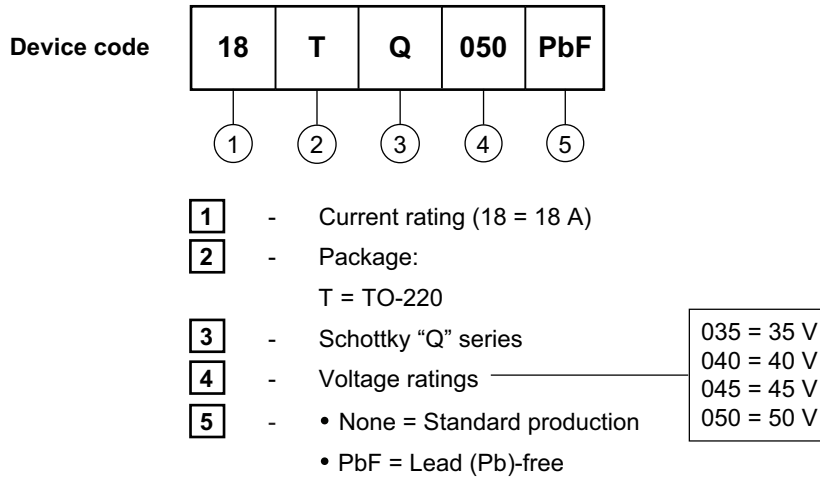 Device code 18 T Q 050 PbF
1 2 3 4 5
1 - Current rating (18 = 18 A)
2 - Package:
T = TO-220
3 - Schottky “Q” series
4 - Voltage ratings
5 - • None = Standard production
• PbF = Lead (Pb)-free
035 = 35 V
040 = 40 V
045 = 45 V
050 = 50 V